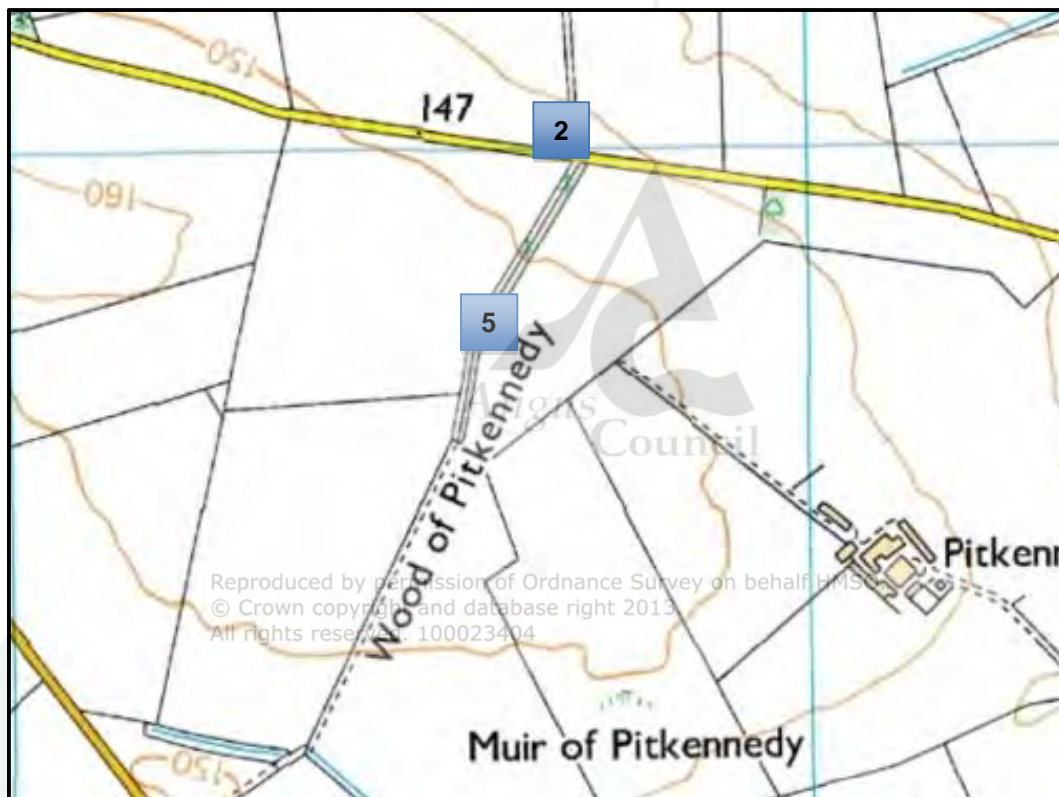 150
147
2
160
5
Wood of Pitkennedy
Angus
Council
Pitkenn
Reproduced by permission of Ordnance Survey on behalf HMSO
© Crown copyright and database right 2013
All rights reserved. 100023404
Muir of Pitkennedy
150